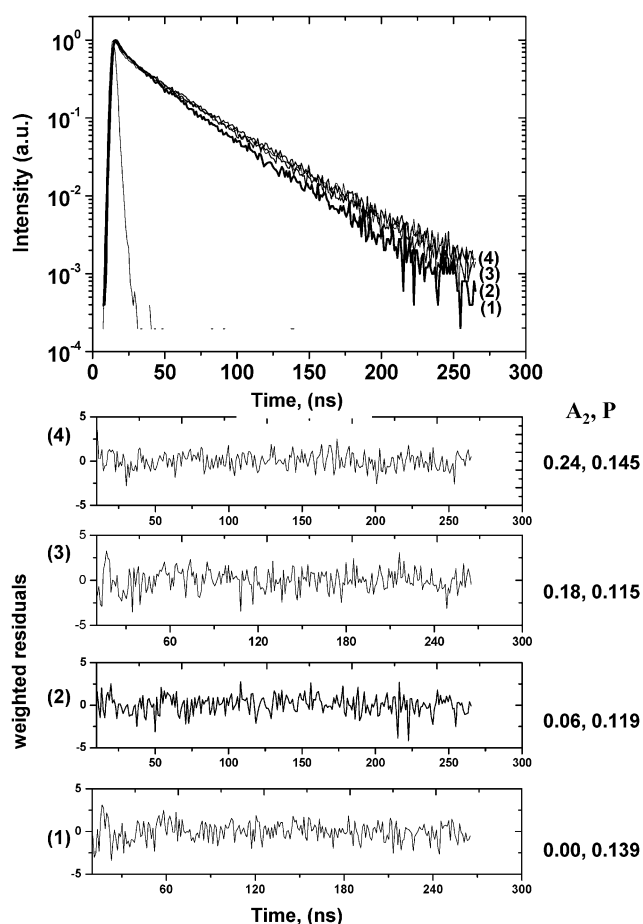 10⁰
10⁻¹
10⁻²
10⁻³
10⁻⁴
Intensity (a.u.)
(4)
(3)
(2)
(1)
0 50 100 150 200 250 300
Time, (ns)
A₂, P
(4)
5
0
-5
50 100 150 200 250 300
0.24, 0.145
(3)
5
0
-5
60 120 180 240 300
0.18, 0.115
weighted residuals
(2)
5
0
-5
50 100 150 200 250 300
0.06, 0.119
(1)
5
0
-5
60 120 180 240 300
0.00, 0.139
Time (ns)